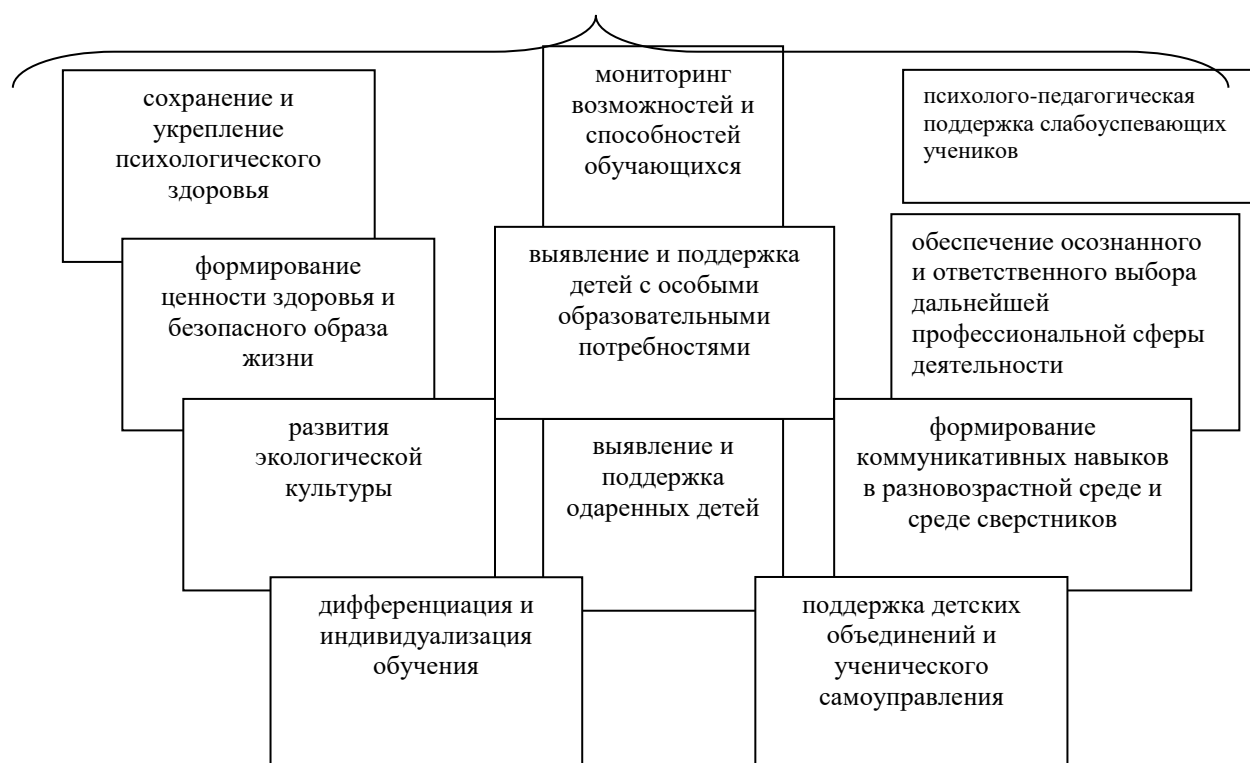 сохранение и
укрепление
психологического
здоровья
мониторинг
возможностей и
способностей
обучающихся
психолого-педагогическая
поддержка слабоуспевающих
учеников
формирование
ценности здоровья и
безопасного образа
жизни
выявление и поддержка
детей с особыми
образовательными
потребностями
обеспечение осознанного
и ответственного выбора
дальнейшей
профессиональной сферы
деятельности
развития
экологической
культуры
выявление и
поддержка
одаренных детей
формирование
коммуникативных навыков
в разновозрастной среде и
среде сверстников
дифференциация и
индивидуализация
обучения
поддержка детских
объединений и
ученического
самоуправления